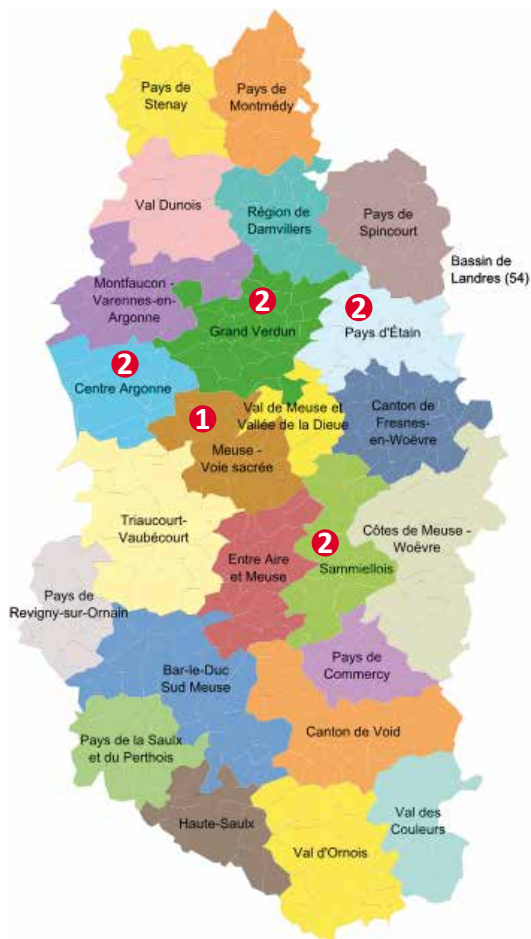 Pays de
Stenay
Pays de
Montmédy
Val Dunois
Région de
Damvillers
Pays de
Spincourt
Bassin de
Landres (54)
Montfaucon -
Varennes-en-
Argonne
2
Grand Verdun
2
Pays d'Étain
2
Centre Argonne
1
Meuse -
Voie sacrée
Val de Meuse et
Vallée de la Dieue
Canton de
Fresnes-
en-Woëvre
Triaucourt-
Vaubécourt
Entre Aire
et Meuse
2
Sammiellois
Côtes de Meuse -
Woëvre
Pays de
Revigny-sur-Ornain
Bar-le-Duc
Sud Meuse
Pays de
Commercy
Pays de la Saulx
et du Perthois
Canton de Void
Haute-Saulx
Val d'Ornois
Val des
Couleurs